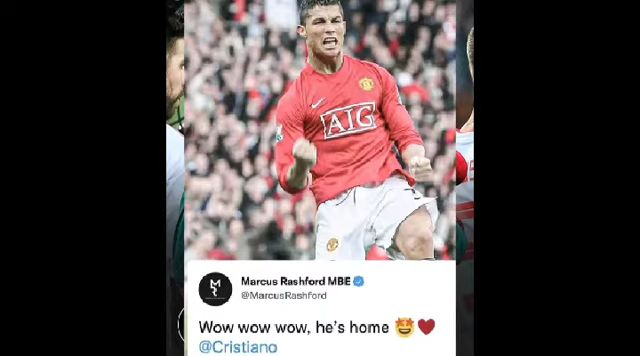 AIG
Marcus Rashford MBE
@MarcusRashford
Wow wow wow, he's home 🤩❤️
@Cristiano